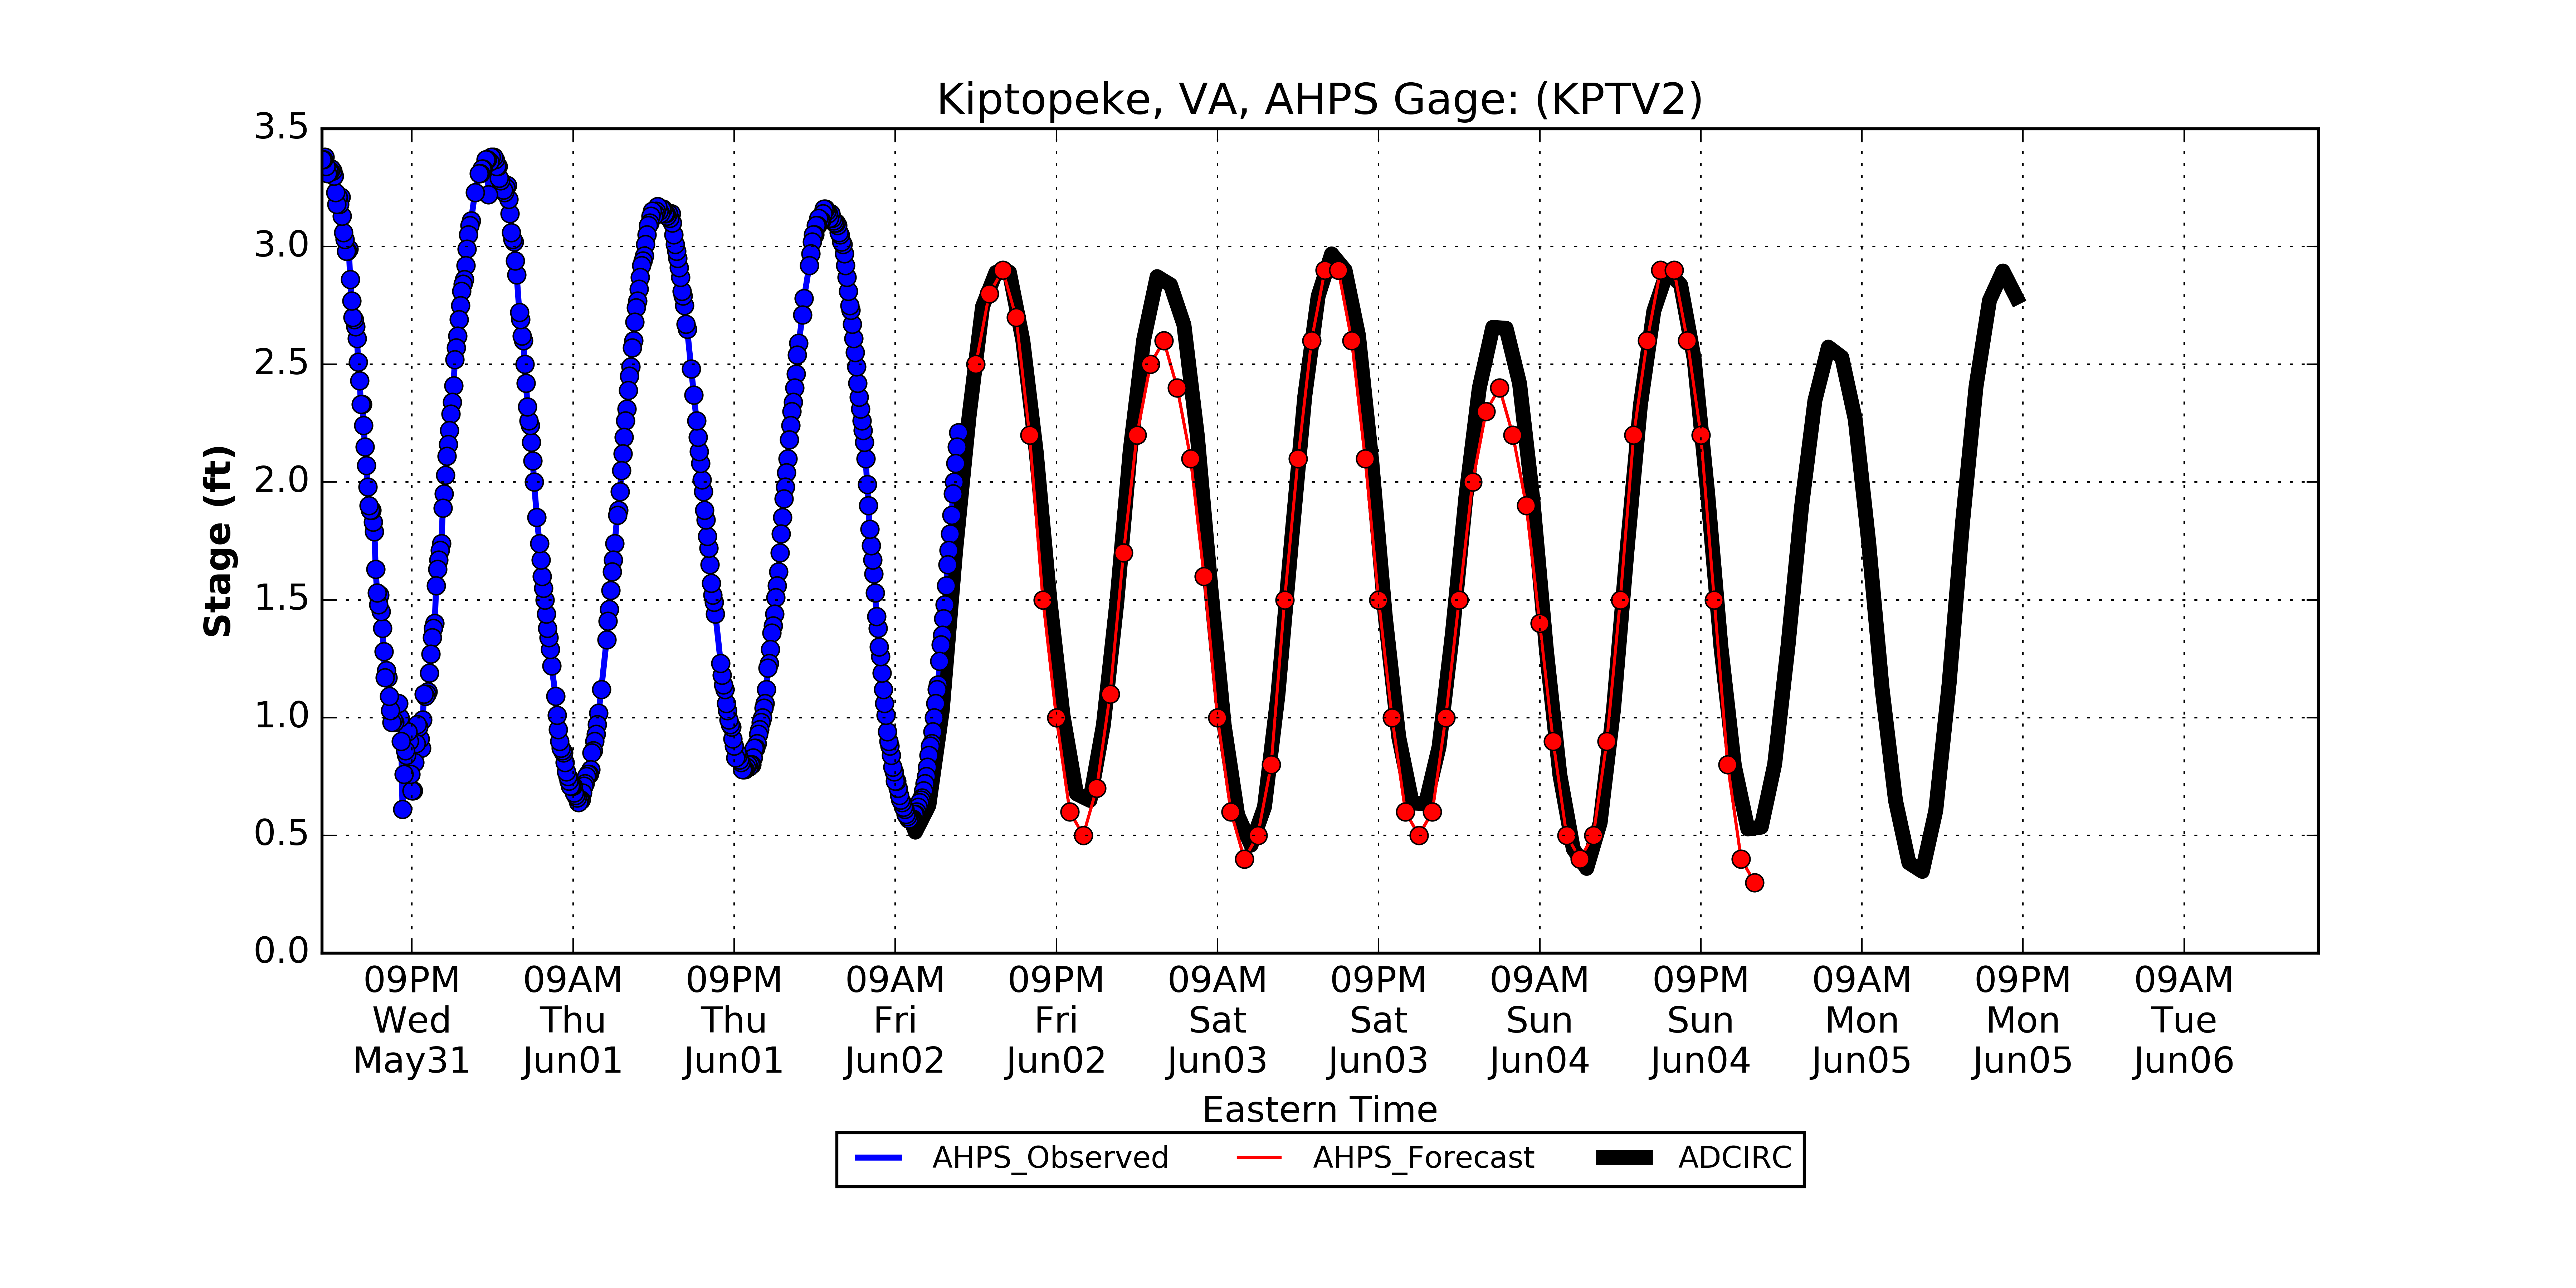 Kiptopeke, VA, AHPS Gage: (KPTV2)
3.5
3.0
2.5
2.0
1.5
1.0
0.5
0.0
Stage (ft)
09PM 09AM 09PM 09AM 09PM 09AM 09PM 09AM 09PM 09AM 09PM 09AM
Wed Thu Thu Fri Fri Sat Sat Sun Sun Mon Mon Tue
May31 Jun01 Jun01 Jun02 Jun02 Jun03 Jun03 Jun04 Jun04 Jun05 Jun05 Jun06
Eastern Time
AHPS_Observed AHPS_Forecast ADCIRC